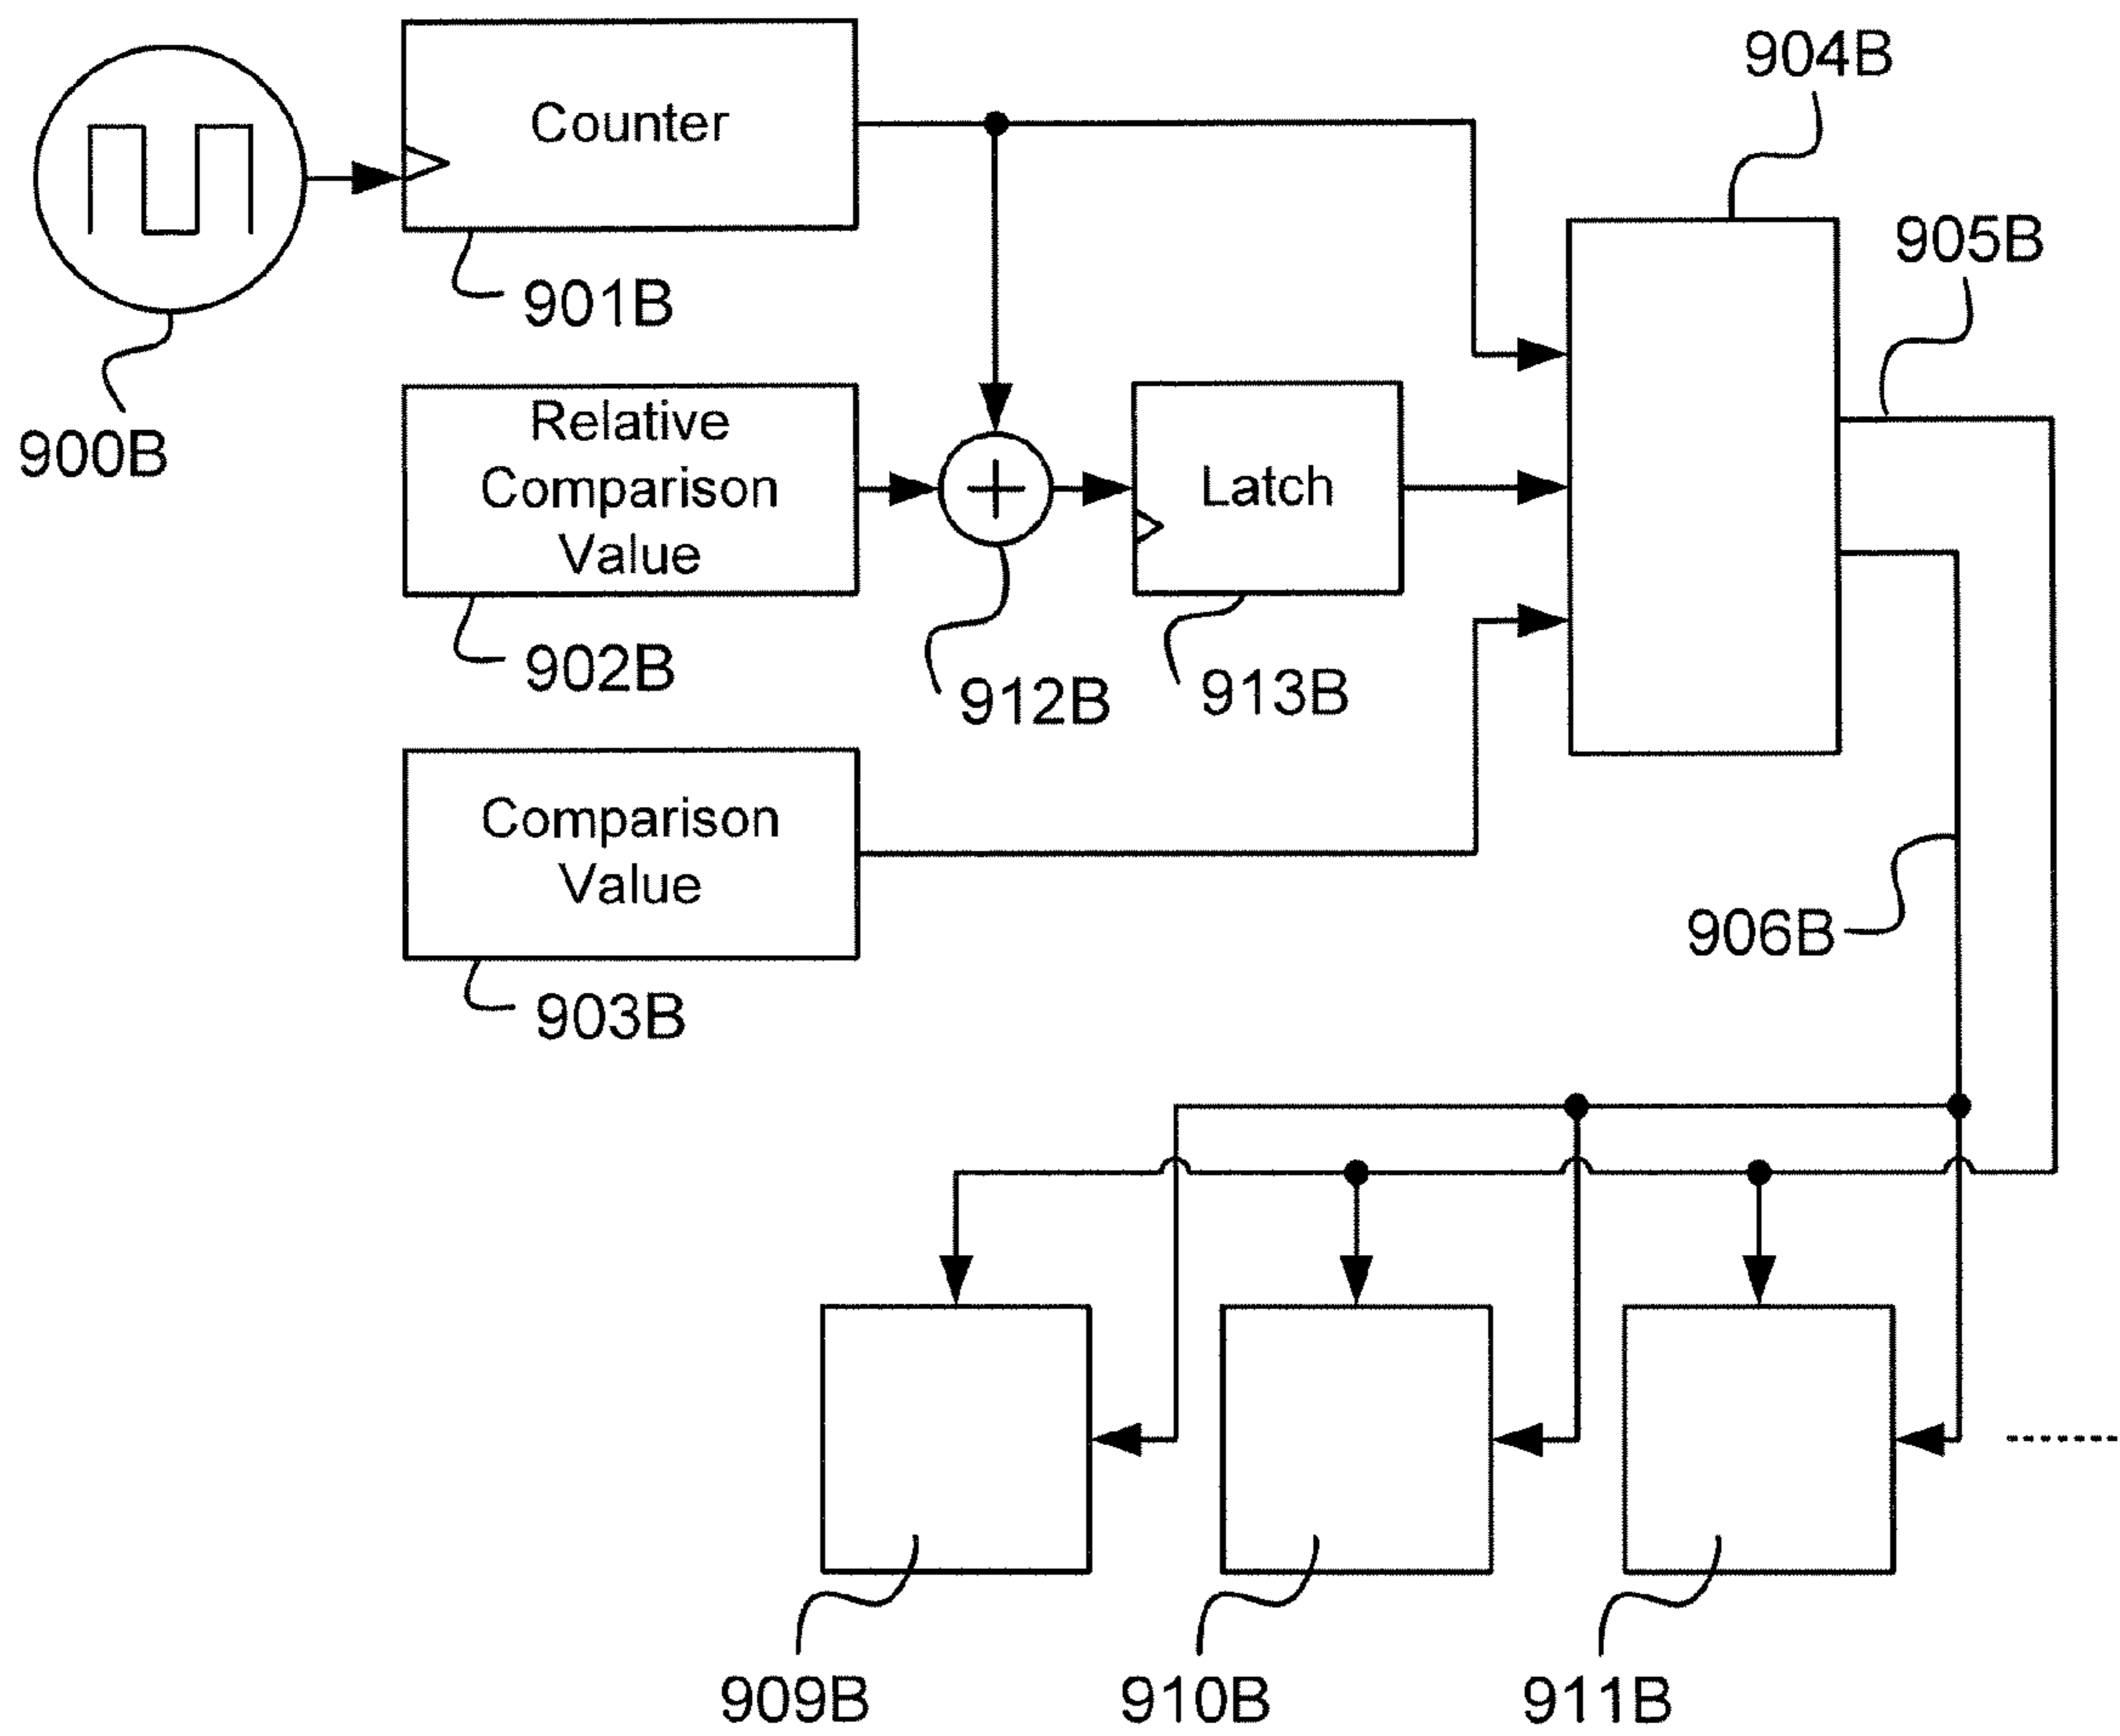 904B
Counter
905B
901B
900B
Relative
Comparison
Value
Latch
902B
912B
913B
Comparison
Value
906B
903B
909B
910B
911B